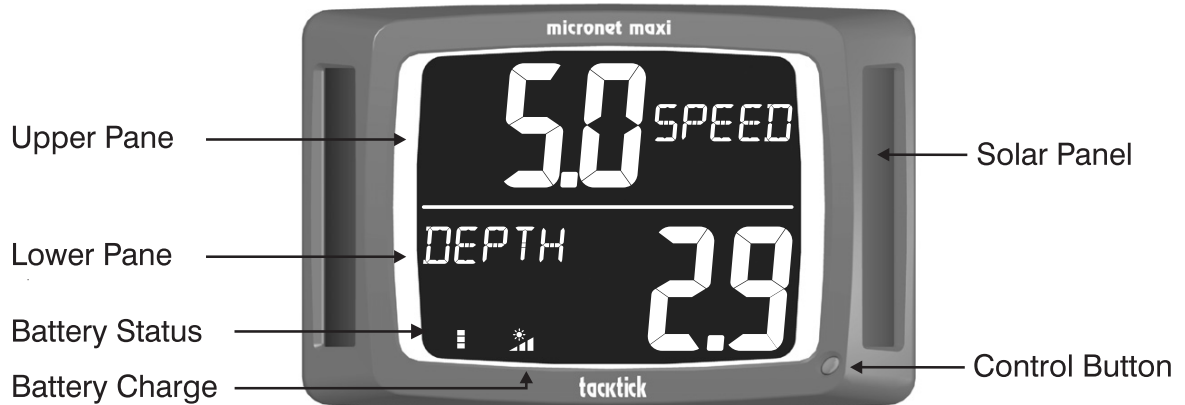 micronet maxi
5.0 SPEED
Upper Pane
Solar Panel
DEPTH 2.9
Lower Pane
Battery Status
Control Button
Battery Charge
tacktick